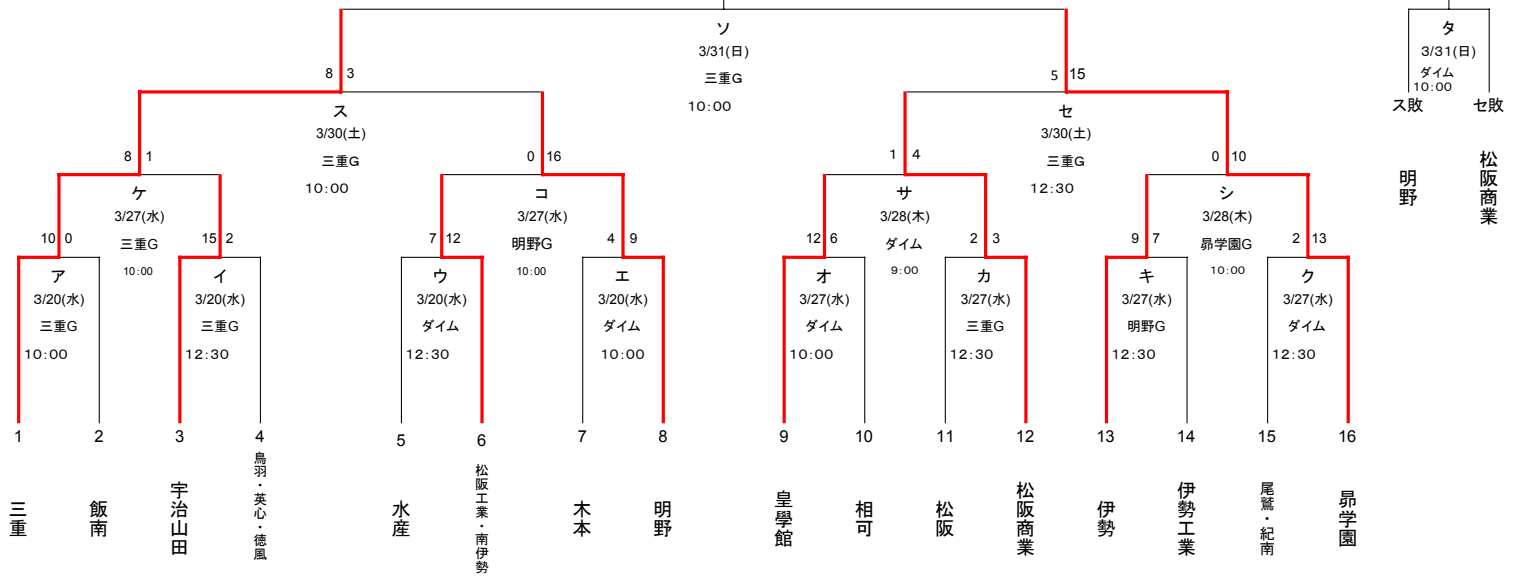 ソ
3/31(日)
三重G
10:00
タ
3/31(日)
ダイム
10:00
ス敗
セ敗
明野
松阪商業
8 3
5 15
ス
3/30(土)
三重G
10:00
セ
3/30(土)
三重G
12:30
8 1
0 16
1 4
0 10
ケ
3/27(水)
三重G
10:00
コ
3/27(水)
明野G
10:00
サ
3/28(木)
ダイム
9:00
シ
3/28(木)
昴学園G
10:00
10 0
15 2
7 12
4 9
12 6
2 3
9 7
2 13
ア
3/20(水)
三重G
10:00
イ
3/20(水)
三重G
12:30
ウ
3/20(水)
ダイム
12:30
エ
3/20(水)
ダイム
10:00
オ
3/27(水)
ダイム
10:00
カ
3/27(水)
三重G
12:30
キ
3/27(水)
明野G
12:30
ク
3/27(水)
ダイム
12:30
1 2 3 4 5 6 7 8 9 10 11 12 13 14 15 16
三重
飯南
宇治山田
鳥羽・英心・徳風
水産
松阪工業・南伊勢
木本
明野
皇學館
相可
松阪
松阪商業
伊勢
伊勢工業
尾鷲・紀南
昴学園